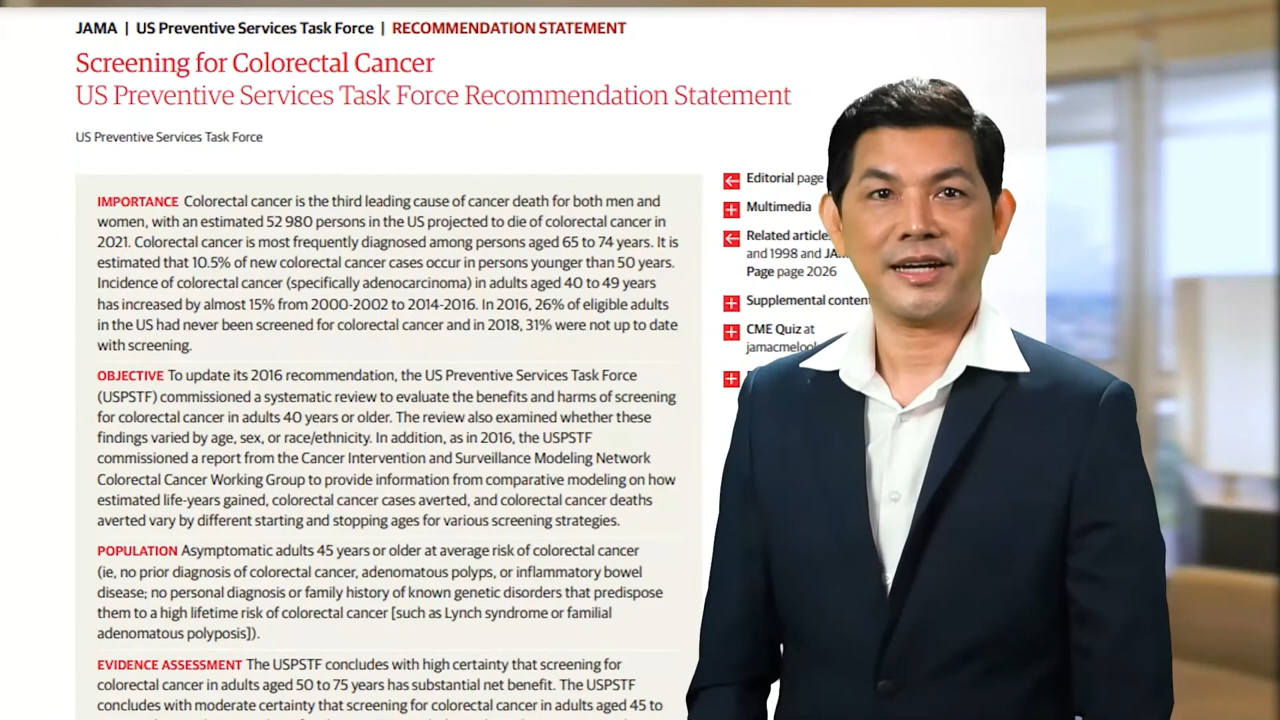 JAMA | US Preventive Services Task Force | RECOMMENDATION STATEMENT
Screening for Colorectal Cancer
US Preventive Services Task Force Recommendation Statement
US Preventive Services Task Force
IMPORTANCE Colorectal cancer is the third leading cause of cancer death for both men and
women, with an estimated 52 980 persons in the US projected to die of colorectal cancer in
2021. Colorectal cancer is most frequently diagnosed among persons aged 65 to 74 years. It is
estimated that 10.5% of new colorectal cancer cases occur in persons younger than 50 years.
Incidence of colorectal cancer (specifically adenocarcinoma) in adults aged 40 to 49 years
has increased by almost 15% from 2000-2002 to 2014-2016. In 2016, 26% of eligible adults
in the US had never been screened for colorectal cancer and in 2018, 31% were not up to date
with screening.
OBJECTIVE To update its 2016 recommendation, the US Preventive Services Task Force
(USPSTF) commissioned a systematic review to evaluate the benefits and harms of screening
for colorectal cancer in adults 40 years or older. The review also examined whether these
findings varied by age, sex, or race/ethnicity. In addition, as in 2016, the USPSTF
commissioned a report from the Cancer Intervention and Surveillance Modeling Network
Colorectal Cancer Working Group to provide information from comparative modeling on how
estimated life-years gained, colorectal cancer cases averted, and colorectal cancer deaths
averted vary by different starting and stopping ages for various screening strategies.
POPULATION Asymptomatic adults 45 years or older at average risk of colorectal cancer
(ie, no prior diagnosis of colorectal cancer, adenomatous polyps, or inflammatory bowel
disease; no personal diagnosis or family history of known genetic disorders that predispose
them to a high lifetime risk of colorectal cancer [such as Lynch syndrome or familial
adenomatous polyposis]).
EVIDENCE ASSESSMENT The USPSTF concludes with high certainty that screening for
colorectal cancer in adults aged 50 to 75 years has substantial net benefit. The USPSTF
concludes with moderate certainty that screening for colorectal cancer in adults aged 45 to
Editorial page
Multimedia
Related article
and 1998 and
Page page 2026
Supplemental content
CME Quiz at